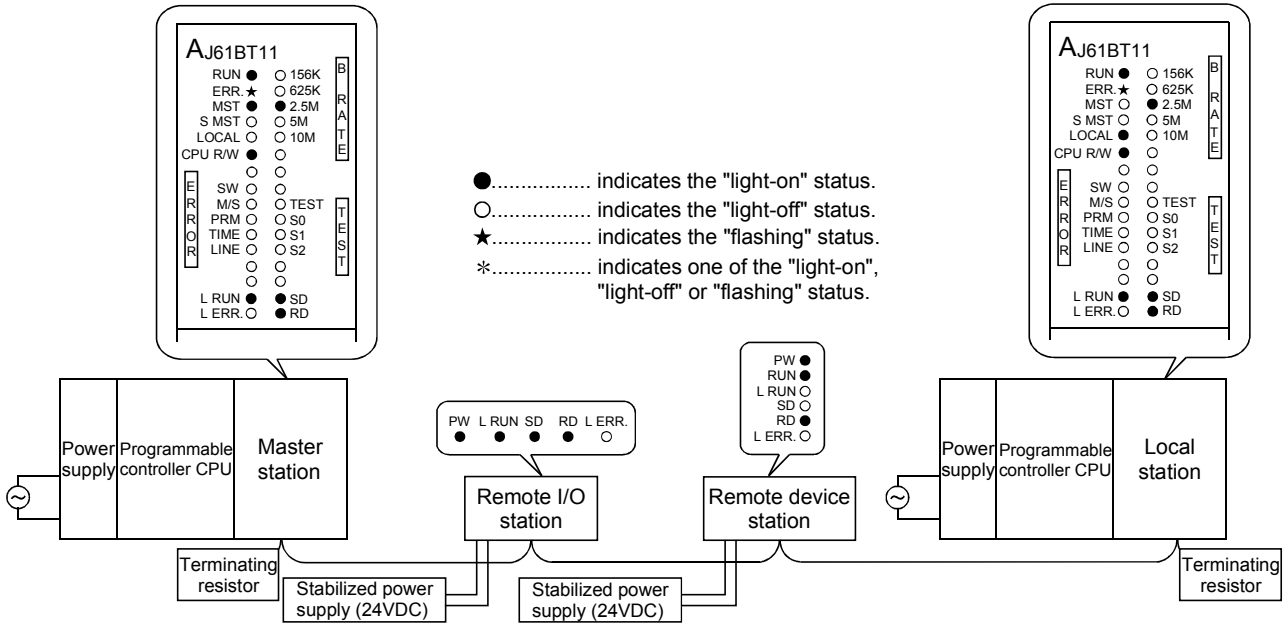 AJ61BT11
RUN ● ○ 156K
ERR. ★ ○ 625K
MST ● ● 2.5M
S MST ○ ○ 5M
LOCAL ○ ○ 10M
CPU R/W ● ○
○ ○
SW ○ ○
M/S ○ ○ TEST
PRM ○ ○ S0
TIME ○ ○ S1
LINE ○ ○ S2
○ ○
○ ○
L RUN ● ● SD
L ERR. ○ ● RD
B RATE
ERROR
TEST
●................. indicates the "light-on" status.
○................. indicates the "light-off" status.
★................. indicates the "flashing" status.
*................. indicates one of the "light-on",
"light-off" or "flashing" status.
AJ61BT11
RUN ● ○ 156K
ERR. ★ ○ 625K
MST ○ ● 2.5M
S MST ○ ○ 5M
LOCAL ● ○ 10M
CPU R/W ● ○
○ ○
SW ○ ○
M/S ○ ○ TEST
PRM ○ ○ S0
TIME ○ ○ S1
LINE ○ ○ S2
○ ○
○ ○
L RUN ● ● SD
L ERR. ○ ● RD
B RATE
ERROR
TEST
PW L RUN SD RD L ERR.
● ● ● ● ○
PW ●
RUN ●
L RUN ○
SD ○
RD ●
L ERR. ○
Power
supply
Programmable
controller CPU
Master
station
Remote I/O
station
Remote device
station
Power
supply
Programmable
controller CPU
Local
station
Terminating
resistor
Stabilized power
supply (24VDC)
Stabilized power
supply (24VDC)
Terminating
resistor